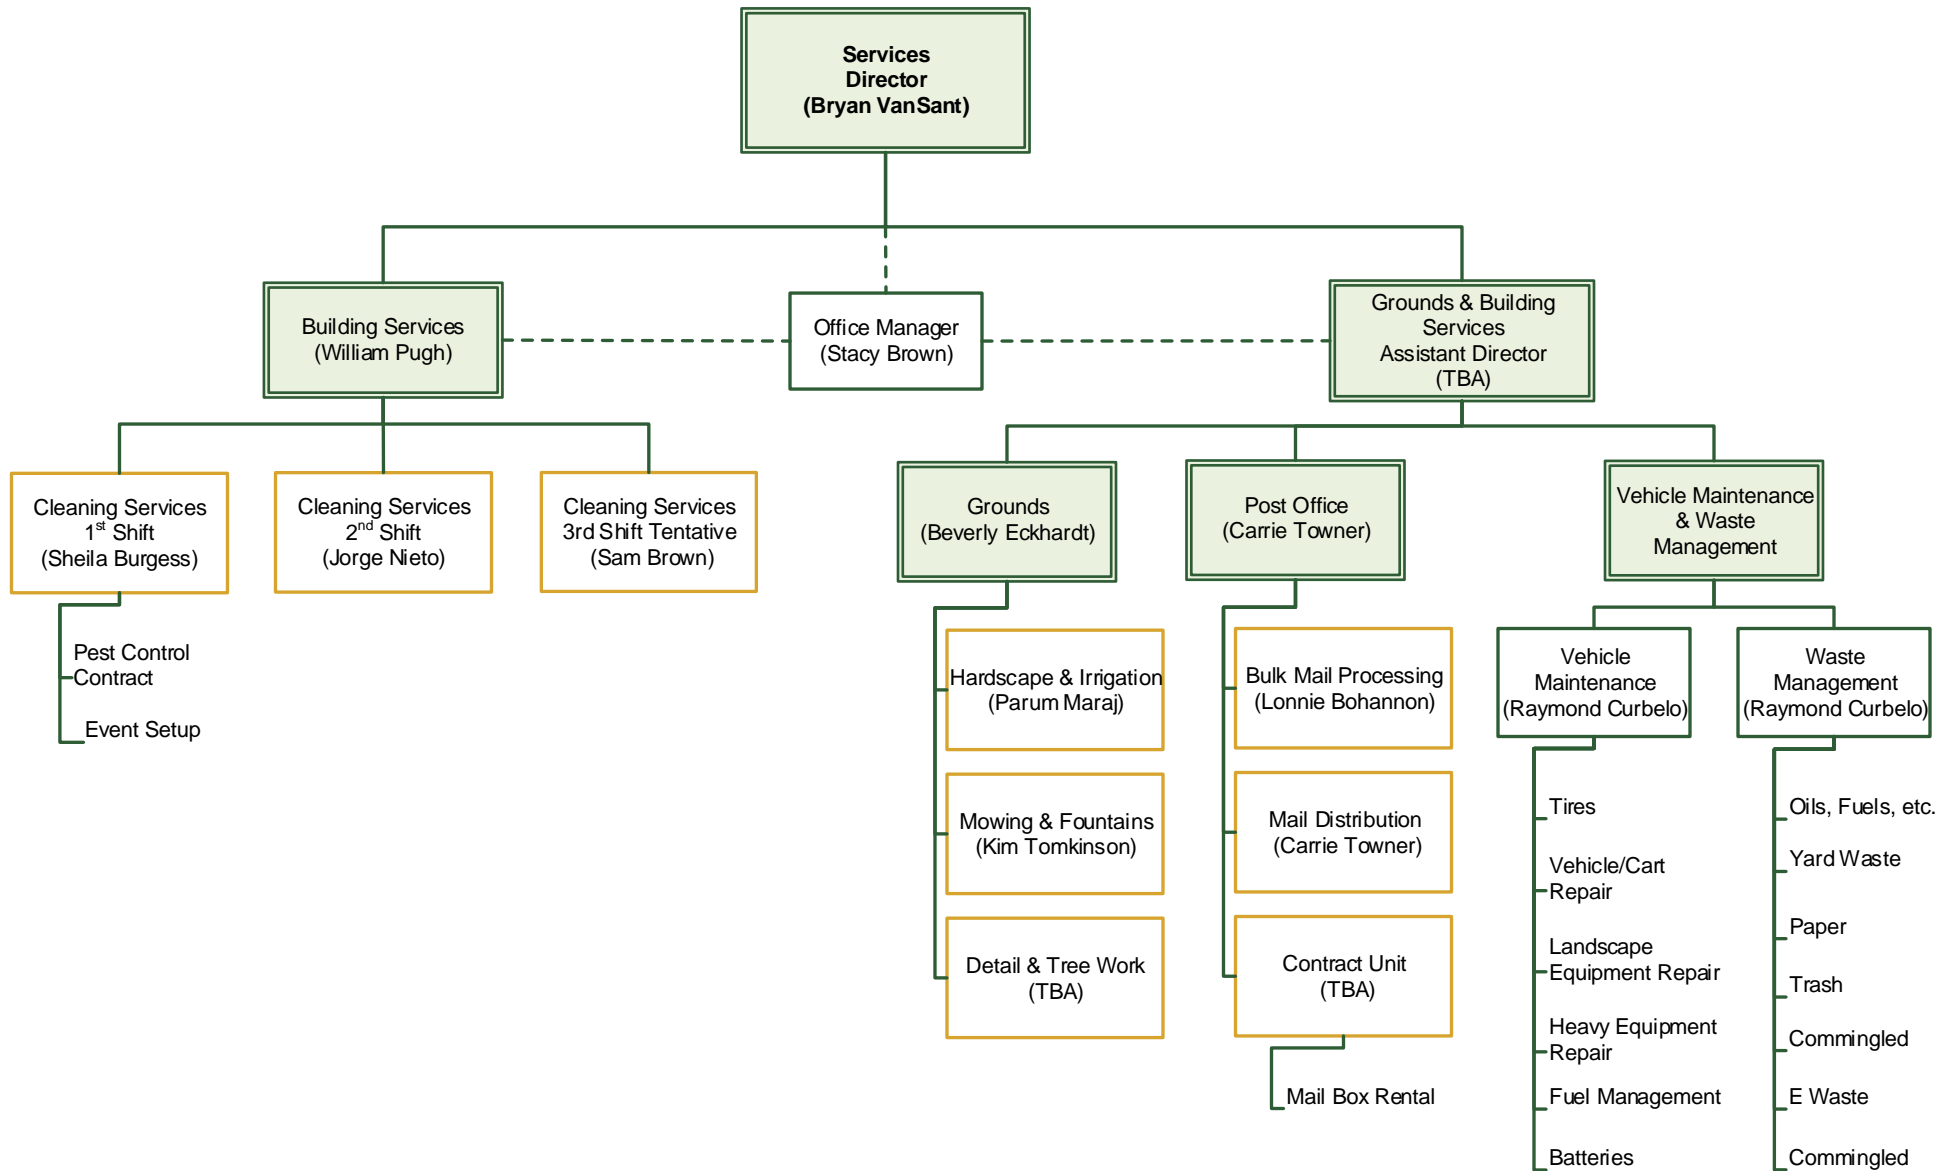 Services
Director
(Bryan VanSant)
Building Services
(William Pugh)
Office Manager
(Stacy Brown)
Grounds & Building
Services
Assistant Director
(TBA)
Cleaning Services
1st Shift
(Sheila Burgess)
Cleaning Services
2nd Shift
(Jorge Nieto)
Cleaning Services
3rd Shift Tentative
(Sam Brown)
Grounds
(Beverly Eckhardt)
Post Office
(Carrie Towner)
Vehicle Maintenance
& Waste
Management
Pest Control
Contract
Event Setup
Hardscape & Irrigation
(Parum Maraj)
Mowing & Fountains
(Kim Tomkinson)
Detail & Tree Work
(TBA)
Bulk Mail Processing
(Lonnie Bohannon)
Mail Distribution
(Carrie Towner)
Contract Unit
(TBA)
Mail Box Rental
Vehicle
Maintenance
(Raymond Curbelo)
Tires
Vehicle/Cart
Repair
Landscape
Equipment Repair
Heavy Equipment
Repair
Fuel Management
Batteries
Waste
Management
(Raymond Curbelo)
Oils, Fuels, etc.
Yard Waste
Paper
Trash
Commingled
E Waste
Commingled